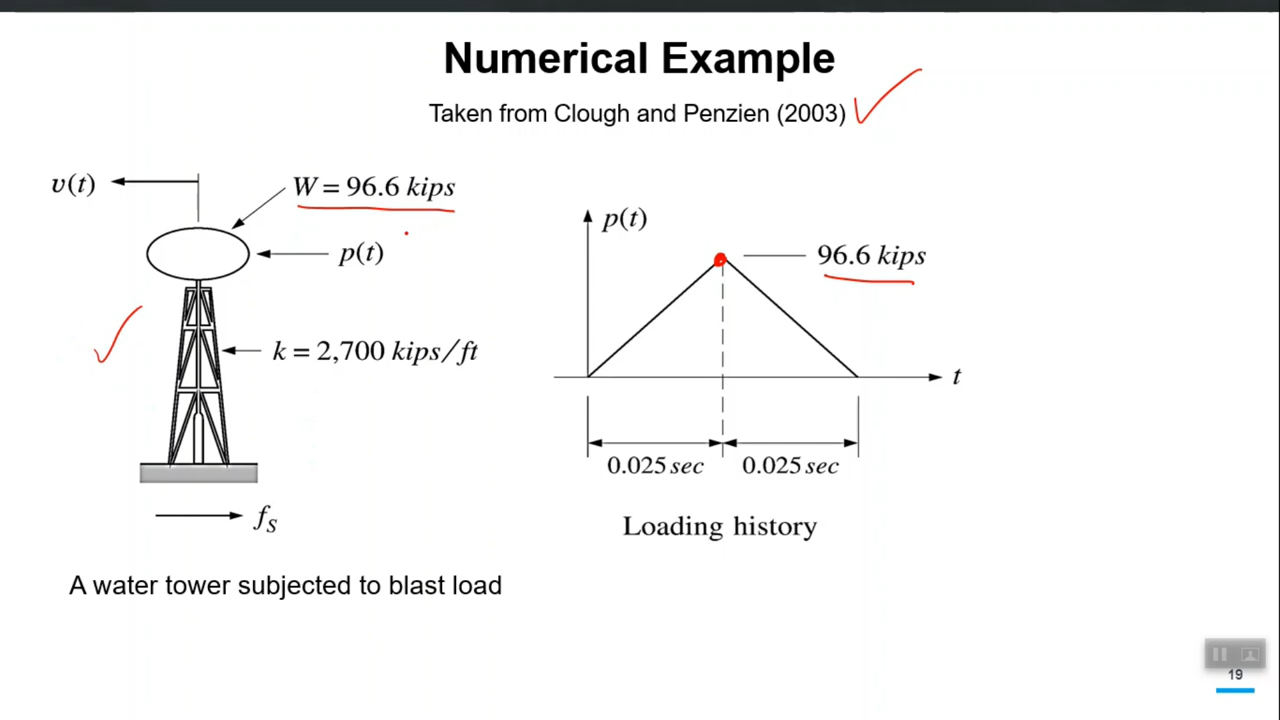 Numerical Example
Taken from Clough and Penzien (2003)
v(t)
W = 96.6 kips
p(t)
k = 2,700 kips/ft
fS
p(t)
96.6 kips
t
0.025 sec
0.025 sec
Loading history
A water tower subjected to blast load
19